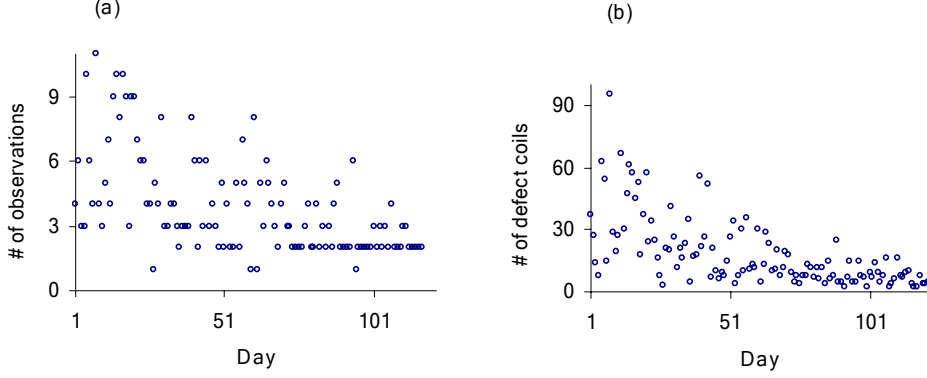 (a)
# of observations
9
6
3
0
1
51
101
Day
(b)
# of defect coils
90
60
30
0
1
51
101
Day